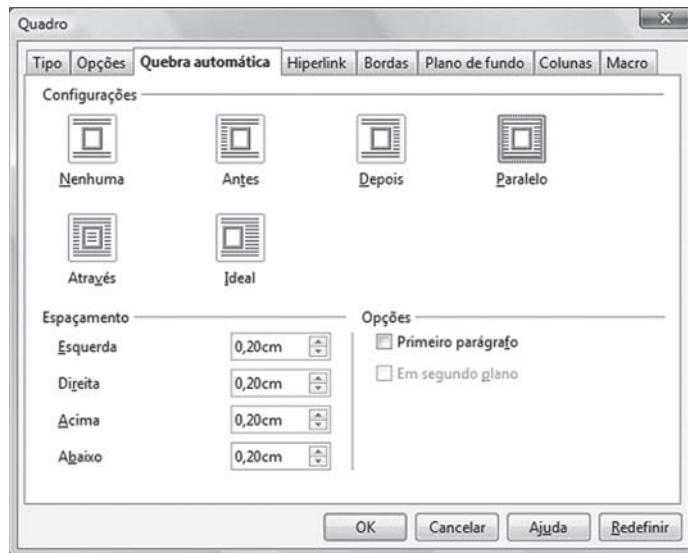 Quadro
Tipo Opções Quebra automática Hiperlink Bordas Plano de fundo Colunas Macro
Configurações
Nenhuma Antes Depois Paralelo
Através Ideal
Espaçamento Opções
Esquerda 0,20cm Primeiro parágrafo
Direita 0,20cm Em segundo plano
Acima 0,20cm
Abaixo 0,20cm
OK Cancelar Ajuda Redefinir